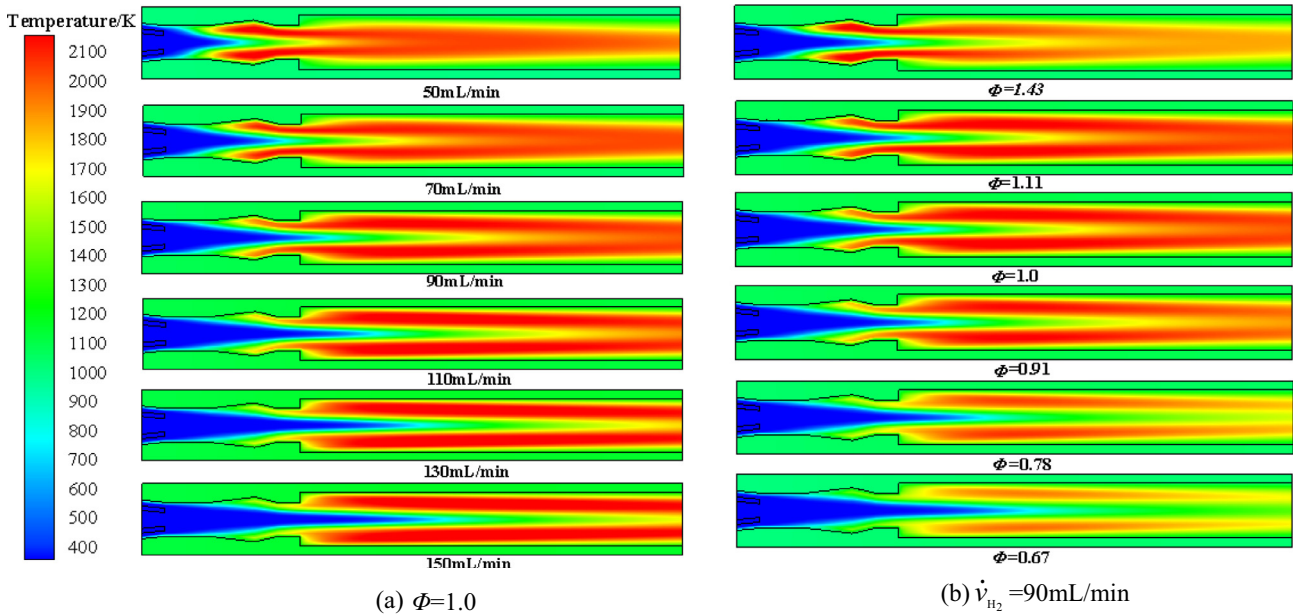 Temperature/K
2100
2000
1900
1800
1700
1600
1500
1400
1300
1200
1100
1000
900
800
700
600
500
400
50mL/min
70mL/min
90mL/min
110mL/min
130mL/min
150mL/min
(a) Φ=1.0
Φ=1.43
Φ=1.11
Φ=1.0
Φ=0.91
Φ=0.78
Φ=0.67
(b) v̇H₂ =90mL/min